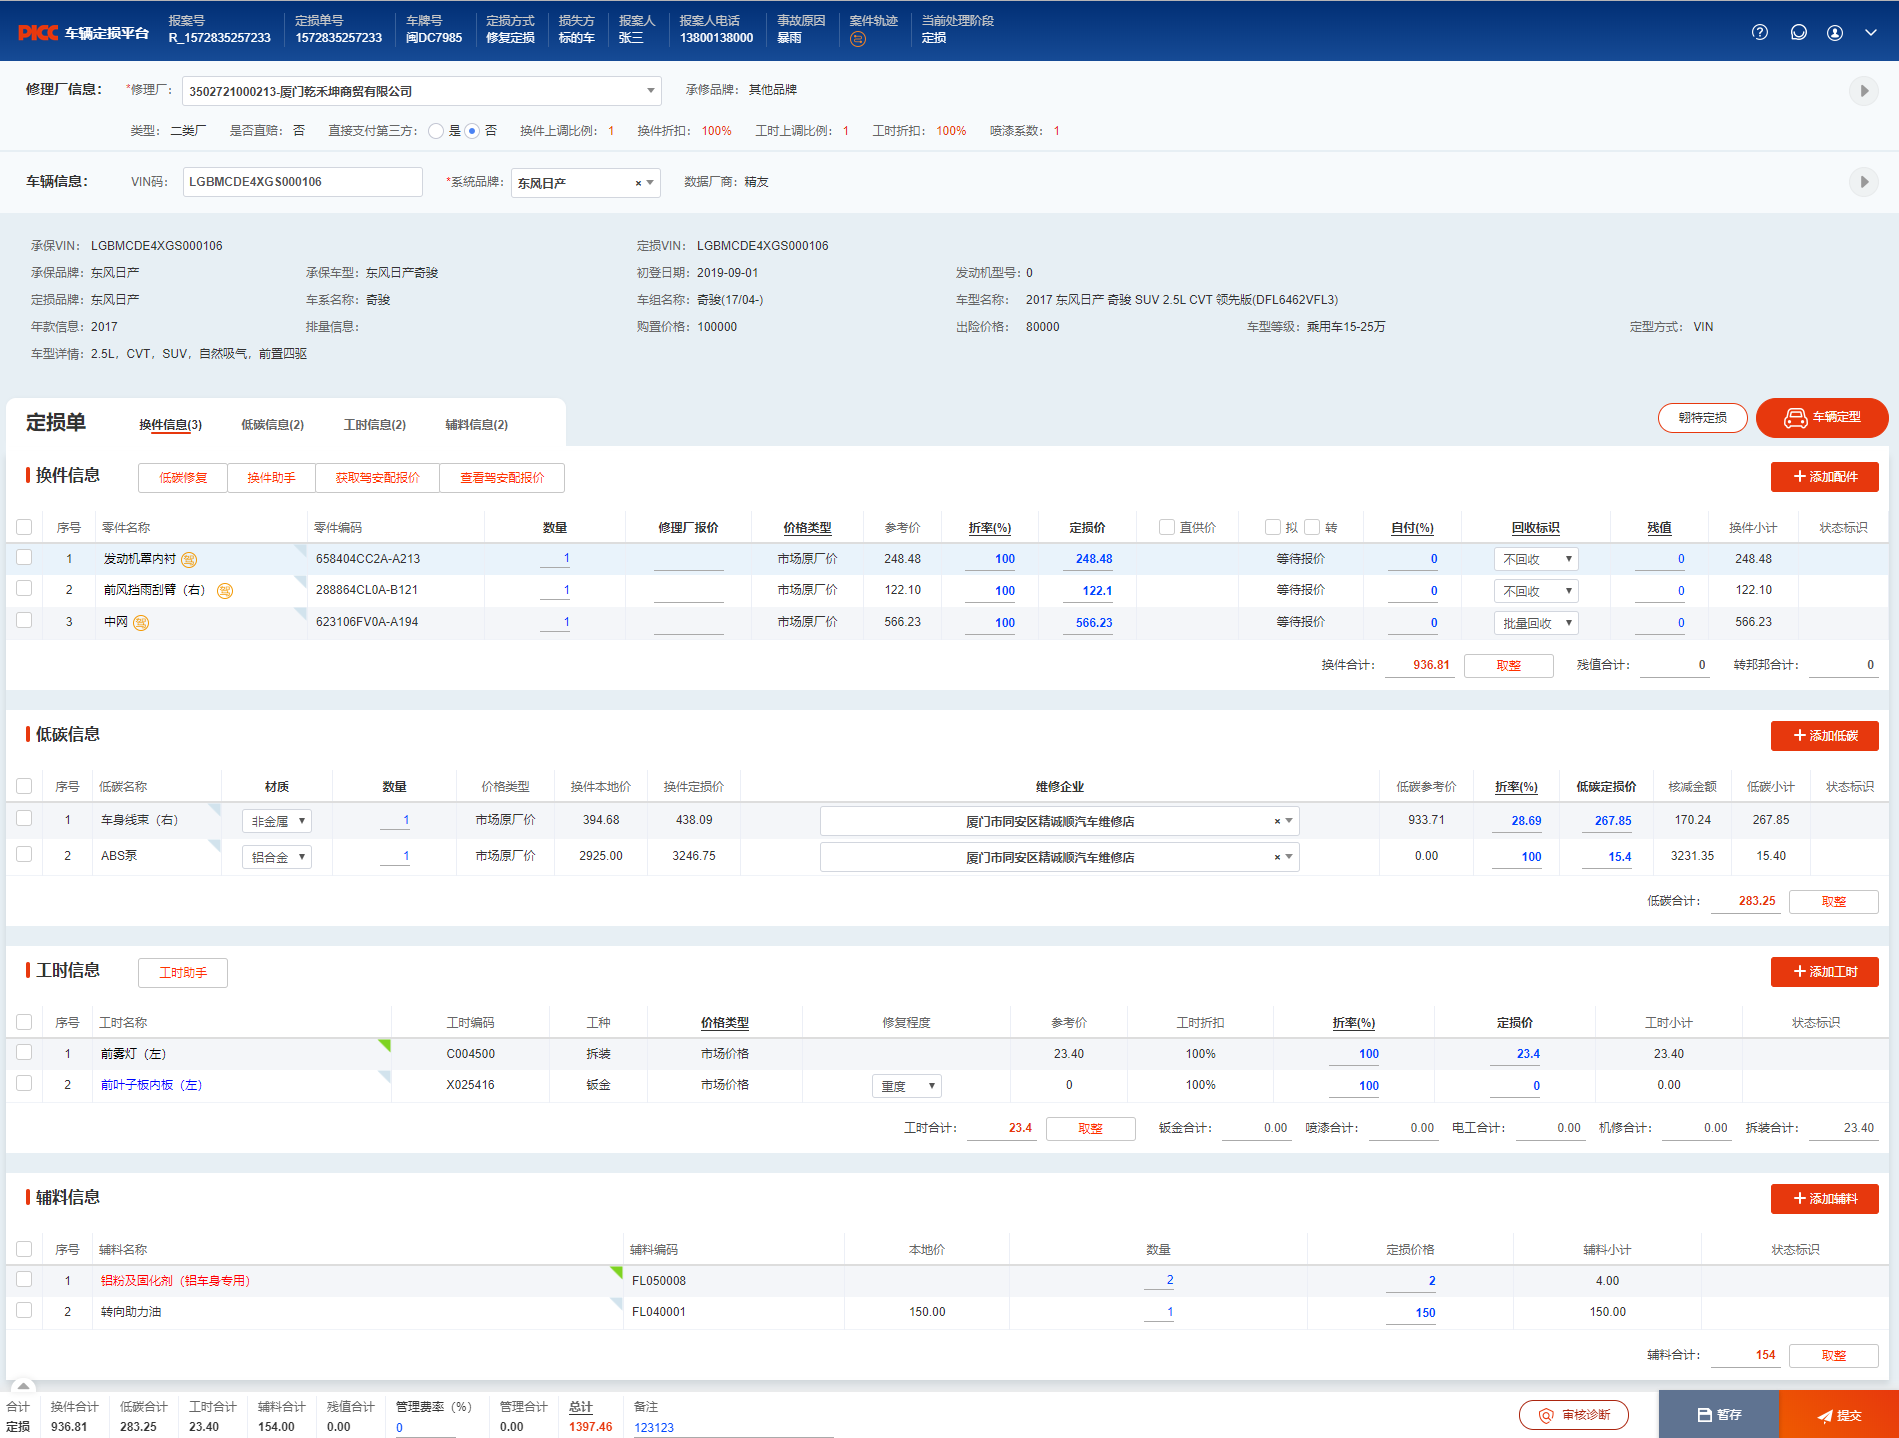 PICC 车辆定损平台
报案号 定损单号 车牌号 定损方式 损失方 报案人 报案人电话 事故原因 案件轨迹 当前处理阶段
R_1572835257233 1572835257233 闽DC7985 修复定损 标的车 张三 13800138000 暴雨 定损
修理厂信息： *修理厂： 3502721000213-厦门乾禾坤商贸有限公司 承修品牌： 其他品牌
类型： 二类厂 是否直赔： 否 直接支付第三方： 是 否 换件上调比例： 1 换件折扣： 100% 工时上调比例： 1 工时折扣： 100% 喷漆系数： 1
车辆信息： VIN码： LGBMCDE4XGS000106 *系统品牌： 东风日产 × 数据厂商： 精友
承保VIN： LGBMCDE4XGS000106 定损VIN： LGBMCDE4XGS000106
承保品牌： 东风日产 承保车型： 东风日产奇骏 初登日期： 2019-09-01 发动机型号： 0
定损品牌： 东风日产 车系名称： 奇骏 车组名称： 奇骏(17/04-) 车型名称： 2017 东风日产 奇骏 SUV 2.5L CVT 领先版(DFL6462VFL3)
年款信息： 2017 排量信息： 购置价格： 100000 出险价格： 80000 车型等级： 乘用车15-25万 定型方式： VIN
车型详情： 2.5L，CVT，SUV，自然吸气，前置四驱
定损单 换件信息(3) 低碳信息(2) 工时信息(2) 辅料信息(2) 翱特定损 车辆定型
换件信息 低碳修复 换件助手 获取驾安配报价 查看驾安配报价 +添加配件
序号 零件名称 零件编码 数量 修理厂报价 价格类型 参考价 折率(%) 定损价 直供价 拟 转 自付(%) 回收标识 残值 换件小计 状态标识
1 发动机罩内衬 驾 658404CC2A-A213 1 市场原厂价 248.48 100 248.48 等待报价 0 不回收 0 248.48
2 前风挡雨刮臂（右） 驾 288864CL0A-B121 1 市场原厂价 122.10 100 122.1 等待报价 0 不回收 0 122.10
3 中网 驾 623106FV0A-A194 1 市场原厂价 566.23 100 566.23 等待报价 0 批量回收 0 566.23
换件合计： 936.81 取整 残值合计： 0 转邦邦合计： 0
低碳信息 +添加低碳
序号 低碳名称 材质 数量 价格类型 换件本地价 换件定损价 维修企业 低碳参考价 折率(%) 低碳定损价 核减金额 低碳小计 状态标识
1 车身线束（右） 非金属 1 市场原厂价 394.68 438.09 厦门市同安区精诚顺汽车维修店 × 933.71 28.69 267.85 170.24 267.85
2 ABS泵 铝合金 1 市场原厂价 2925.00 3246.75 厦门市同安区精诚顺汽车维修店 × 0.00 100 15.4 3231.35 15.40
低碳合计： 283.25 取整
工时信息 工时助手 +添加工时
序号 工时名称 工时编码 工种 价格类型 修复程度 参考价 工时折扣 折率(%) 定损价 工时小计 状态标识
1 前雾灯（左） C004500 拆装 市场价格 23.40 100% 100 23.4 23.40
2 前叶子板内板（左） X025416 钣金 市场价格 重度 0 100% 100 0 0.00
工时合计： 23.4 取整 钣金合计： 0.00 喷漆合计： 0.00 电工合计： 0.00 机修合计： 0.00 拆装合计： 23.40
辅料信息 +添加辅料
序号 辅料名称 辅料编码 本地价 数量 定损价格 辅料小计 状态标识
1 铝粉及固化剂（铝车身专用） FL050008 2 2 4.00
2 转向助力油 FL040001 150.00 1 150 150.00
辅料合计： 154 取整
合计 换件合计 低碳合计 工时合计 辅料合计 残值合计 管理费率（%） 管理合计 总计 备注
定损 936.81 283.25 23.40 154.00 0.00 0 0.00 1397.46 123123
审核诊断 暂存 提交